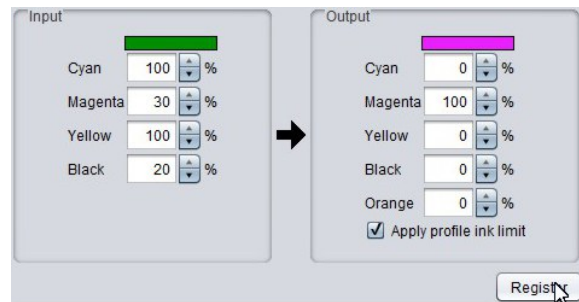 Input
Cyan 100 %
Magenta 30 %
Yellow 100 %
Black 20 %
Output
Cyan 0 %
Magenta 100 %
Yellow 0 %
Black 0 %
Orange 0 %
Apply profile ink limit
Register